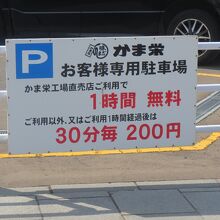 かま栄
P
お客様専用駐車場
かま栄工場直売店ご利用で
1時間 無料
ご利用以外、又はご利用1時間経過後は
30分毎 200円